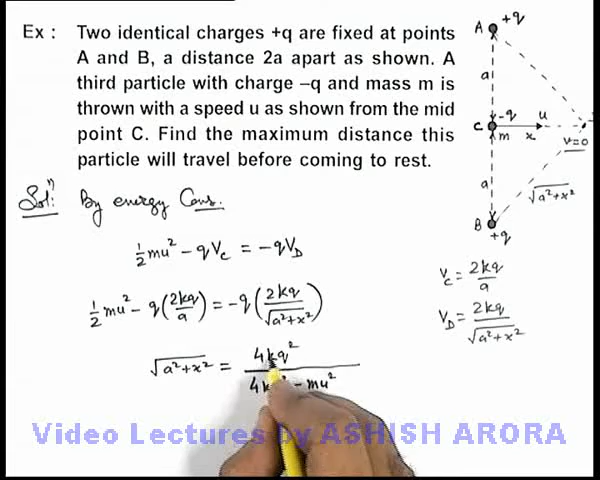 Ex : Two identical charges +q are fixed at points
A and B, a distance 2a apart as shown. A
third particle with charge –q and mass m is
thrown with a speed u as shown from the mid
point C. Find the maximum distance this
particle will travel before coming to rest.
A +q
a
C -q u
m x v=0
a
√a²+x²
B
+q
Solⁿ: By energy Cons.
½mu² - qV_C = -qV_D
½mu² - q(2kq/a) = -q(2kq/√a²+x²)
√a²+x² = 4kq² / 4k - mu²
V_C = 2kq/a
V_D = 2kq/√a²+x²
Video Lectures by ASHISH ARORA